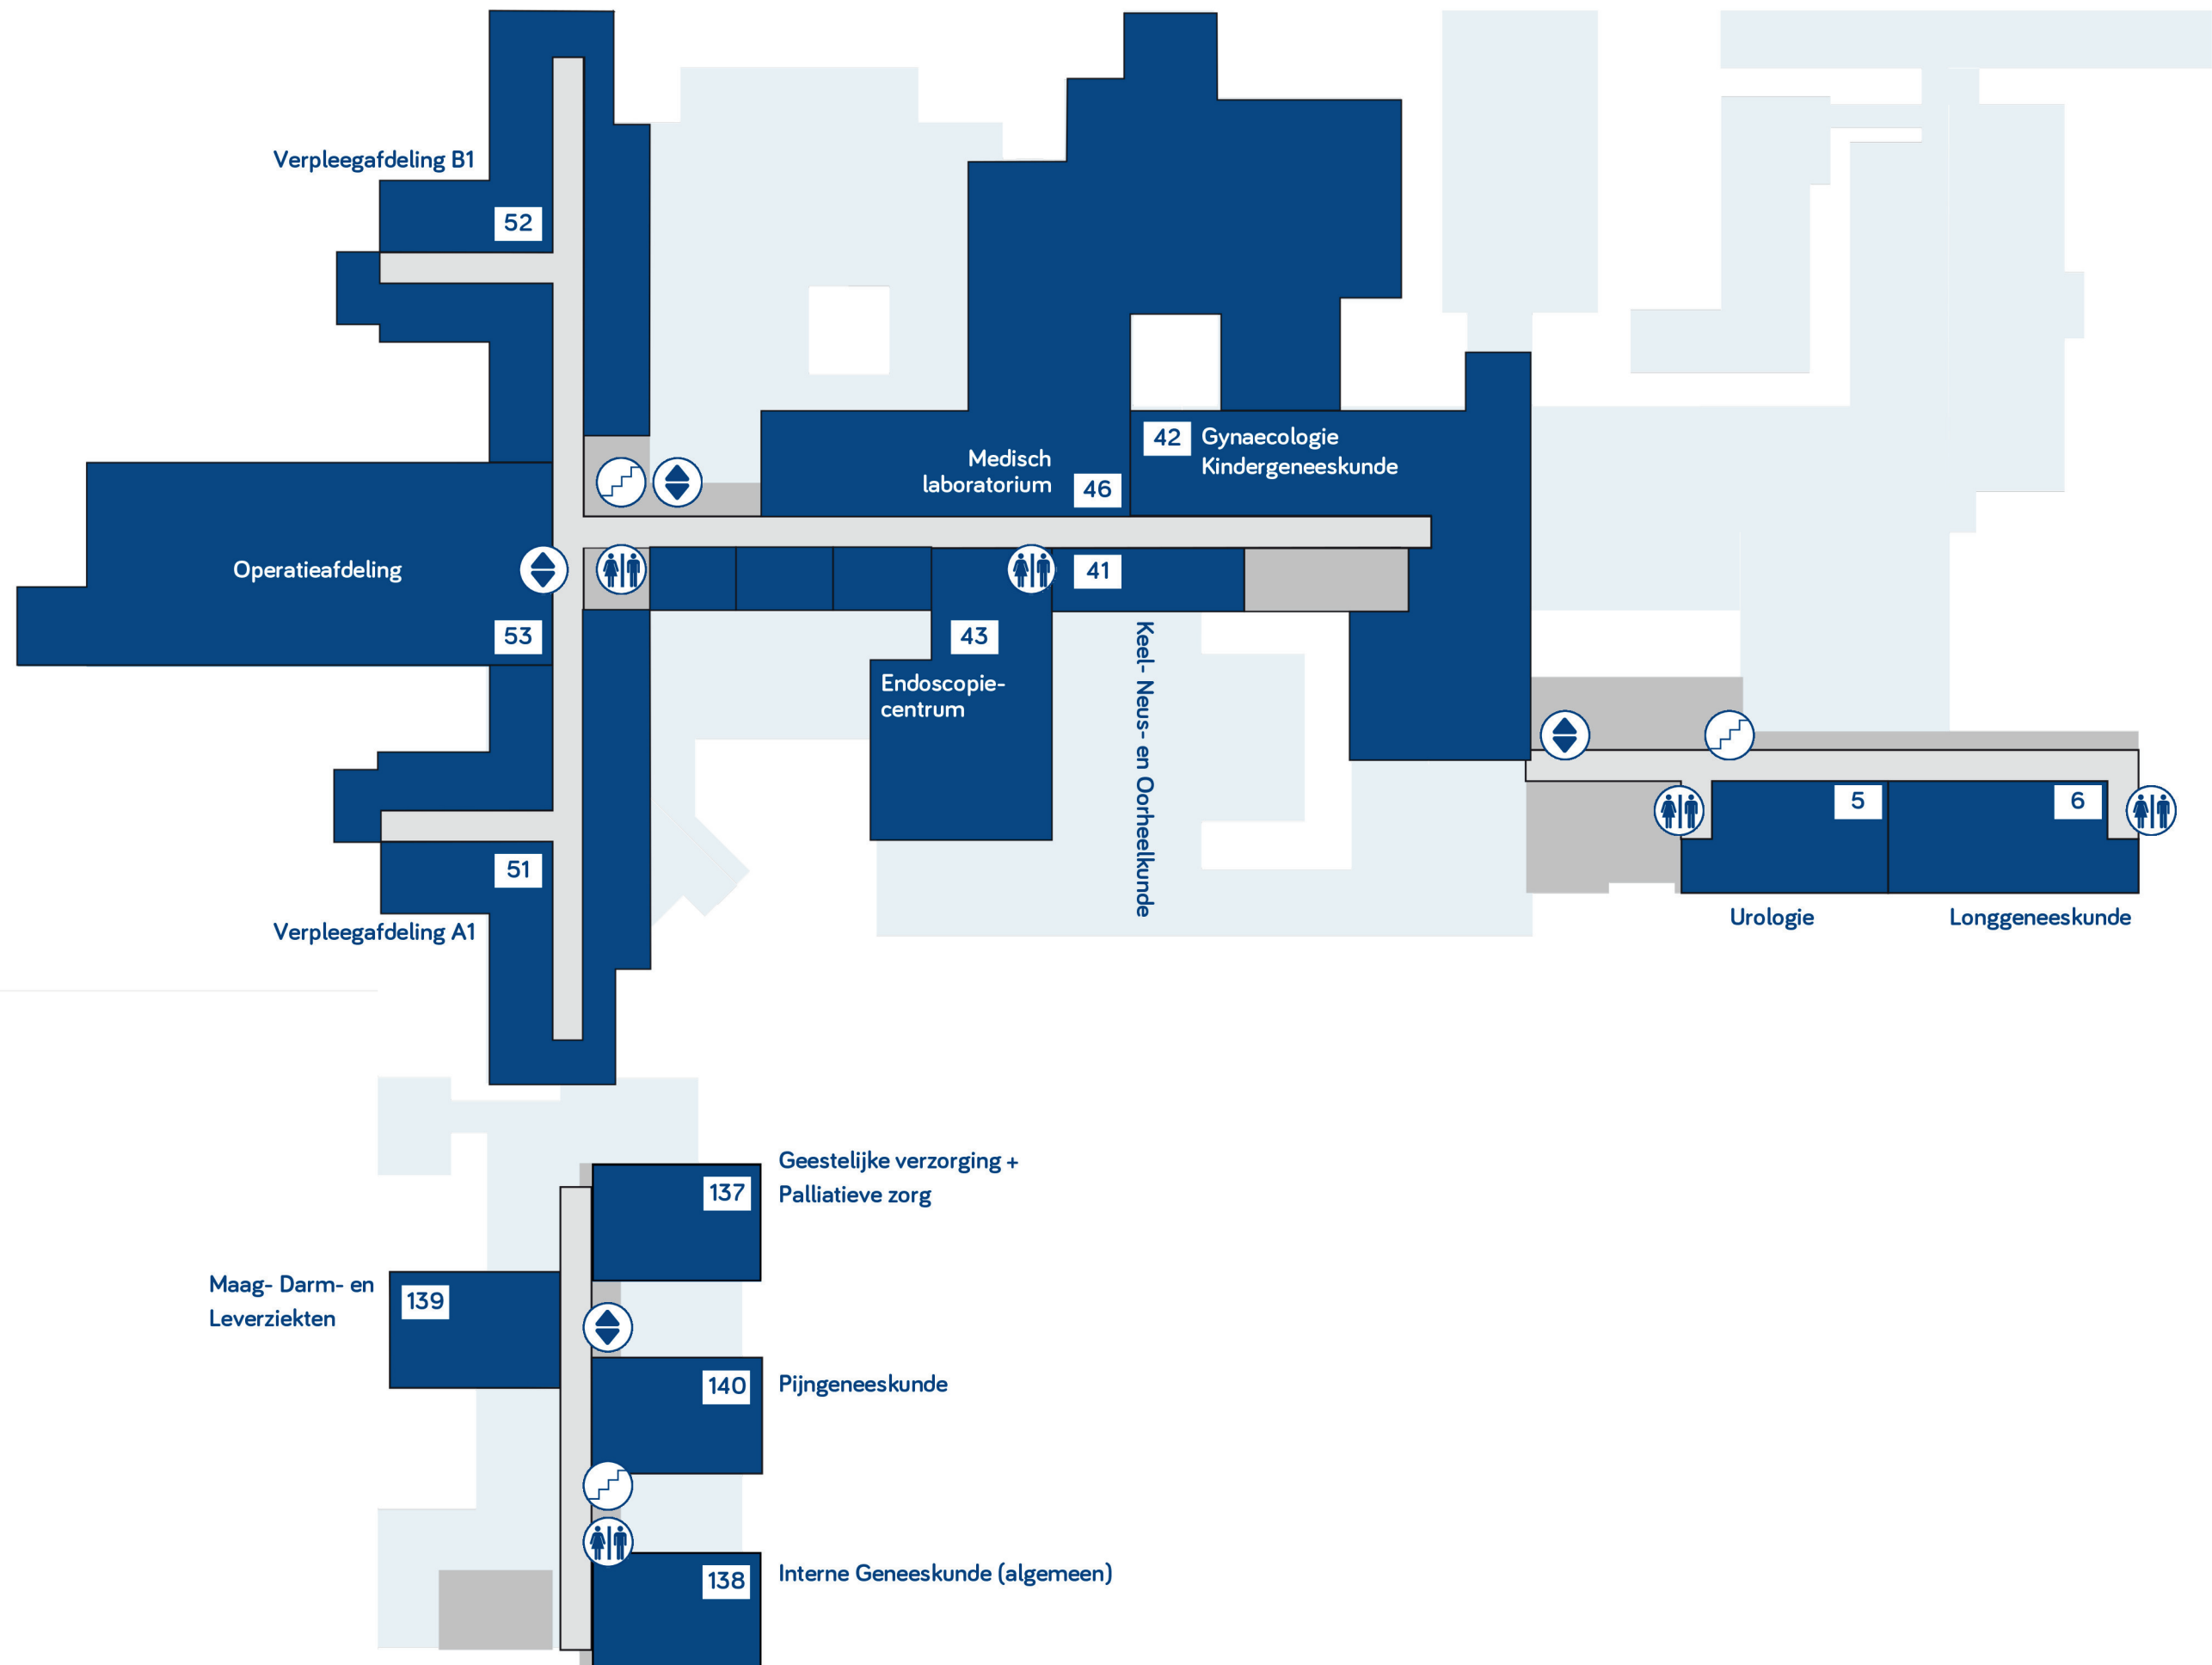 Verpleegafdeling B1
52
42 Gynaecologie
Kindergeneeskunde
Medisch
laboratorium
46
Operatieafdeling
41
53
43
Endoscopie-
centrum
Keel- Neus- en Oorheelkunde
5
6
51
Urologie
Longgeneeskunde
Verpleegafdeling A1
137
Geestelijke verzorging +
Palliatieve zorg
Maag- Darm- en
Leverziekten
139
140
Pijngeneeskunde
138
Interne Geneeskunde (algemeen)